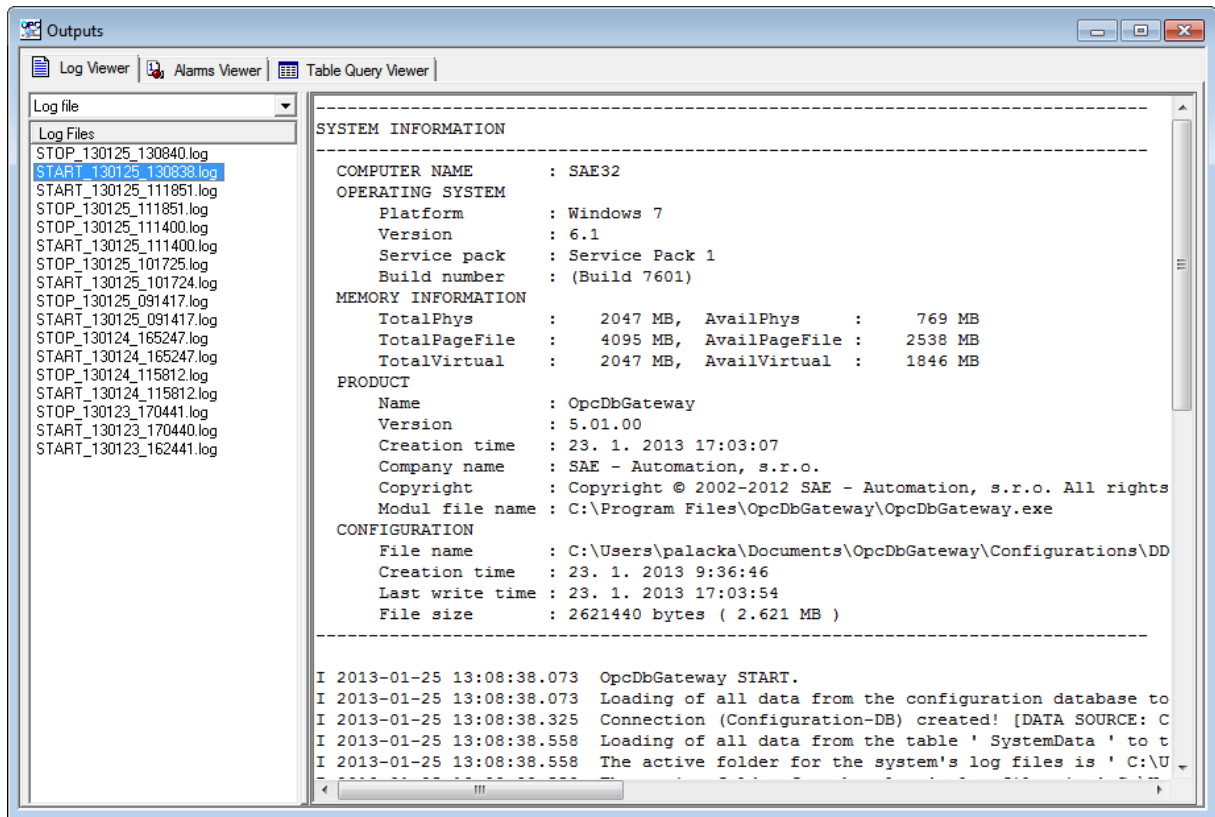 Outputs
Log Viewer Alarms Viewer Table Query Viewer
Log file
Log Files
STOP_130125_130840.log
START_130125_130838.log
START_130125_111851.log
STOP_130125_111851.log
STOP_130125_111400.log
START_130125_111400.log
STOP_130125_101725.log
START_130125_101724.log
STOP_130125_091417.log
START_130125_091417.log
STOP_130124_165247.log
START_130124_165247.log
STOP_130124_115812.log
START_130124_115812.log
STOP_130123_170441.log
START_130123_170440.log
START_130123_162441.log
--------------------------------------------------------------------------------
SYSTEM INFORMATION
--------------------------------------------------------------------------------
COMPUTER NAME : SAE32
OPERATING SYSTEM
Platform : Windows 7
Version : 6.1
Service pack : Service Pack 1
Build number : (Build 7601)
MEMORY INFORMATION
TotalPhys : 2047 MB, AvailPhys : 769 MB
TotalPageFile : 4095 MB, AvailPageFile : 2538 MB
TotalVirtual : 2047 MB, AvailVirtual : 1846 MB
PRODUCT
Name : OpcDbGateway
Version : 5.01.00
Creation time : 23. 1. 2013 17:03:07
Company name : SAE - Automation, s.r.o.
Copyright : Copyright © 2002-2012 SAE - Automation, s.r.o. All rights
Modul file name : C:\Program Files\OpcDbGateway\OpcDbGateway.exe
CONFIGURATION
File name : C:\Users\palacka\Documents\OpcDbGateway\Configurations\DD
Creation time : 23. 1. 2013 9:36:46
Last write time : 23. 1. 2013 17:03:54
File size : 2621440 bytes ( 2.621 MB )
--------------------------------------------------------------------------------
I 2013-01-25 13:08:38.073 OpcDbGateway START.
I 2013-01-25 13:08:38.073 Loading of all data from the configuration database to
I 2013-01-25 13:08:38.325 Connection (Configuration-DB) created! [DATA SOURCE: C
I 2013-01-25 13:08:38.558 Loading of all data from the table ' SystemData ' to t
I 2013-01-25 13:08:38.558 The active folder for the system's log files is ' C:\U